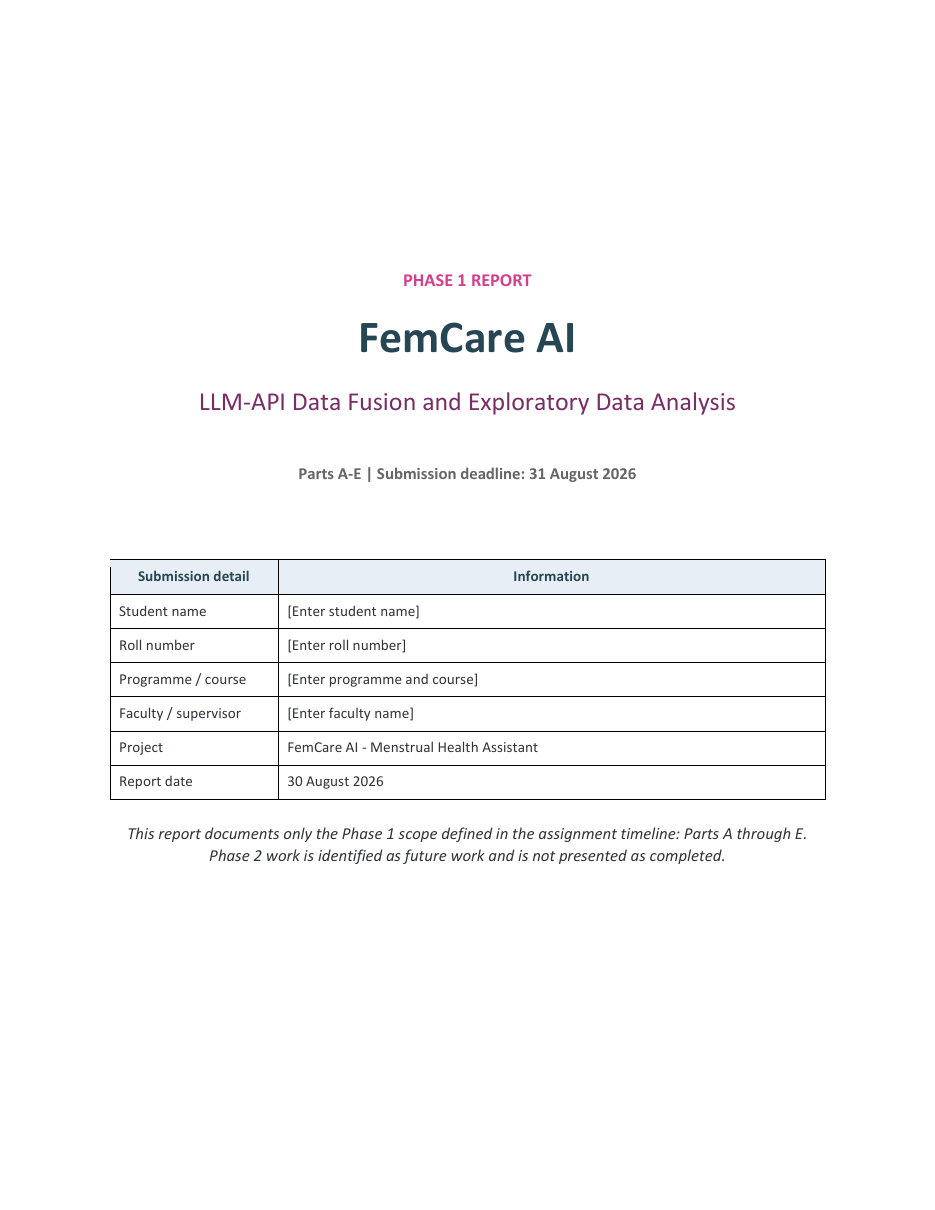 PHASE 1 REPORT
FemCare AI
LLM-API Data Fusion and Exploratory Data Analysis
Parts A-E | Submission deadline: 31 August 2026
Submission detail Information
Student name [Enter student name]
Roll number [Enter roll number]
Programme / course [Enter programme and course]
Faculty / supervisor [Enter faculty name]
Project FemCare AI - Menstrual Health Assistant
Report date 30 August 2026
This report documents only the Phase 1 scope defined in the assignment timeline: Parts A through E.
Phase 2 work is identified as future work and is not presented as completed.